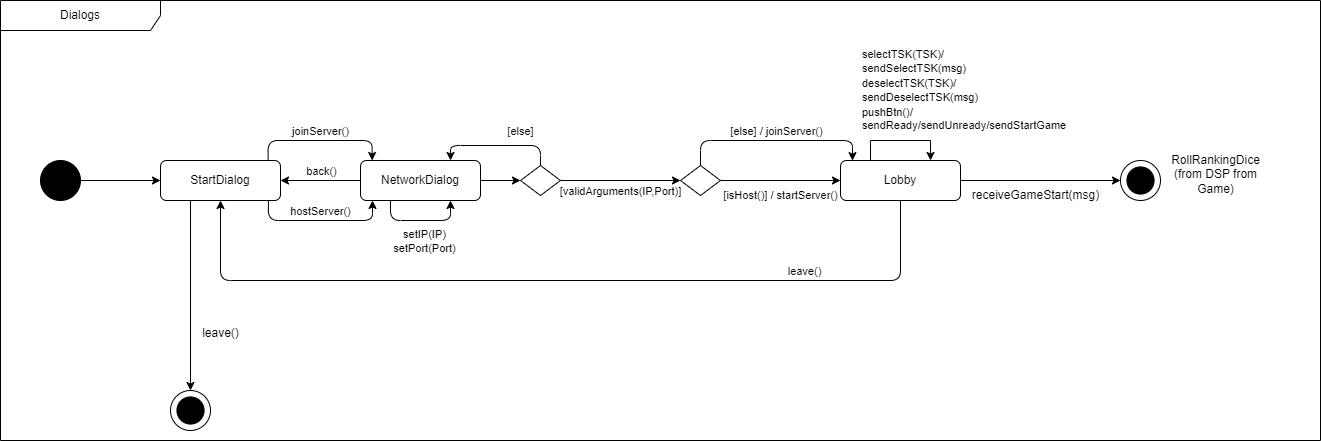 Dialogs
selectTSK(TSK)/
sendSelectTSK(msg)
deselectTSK(TSK)/
sendDeselectTSK(msg)
pushBtn()/
sendReady/sendUnready/sendStartGame
joinServer()
[else]
[else] / joinServer()
StartDialog
back()
NetworkDialog
[validArguments(IP,Port)]
[isHost()] / startServer()
Lobby
receiveGameStart(msg)
RollRankingDice
(from DSP from
Game)
hostServer()
setIP(IP)
setPort(Port)
leave()
leave()